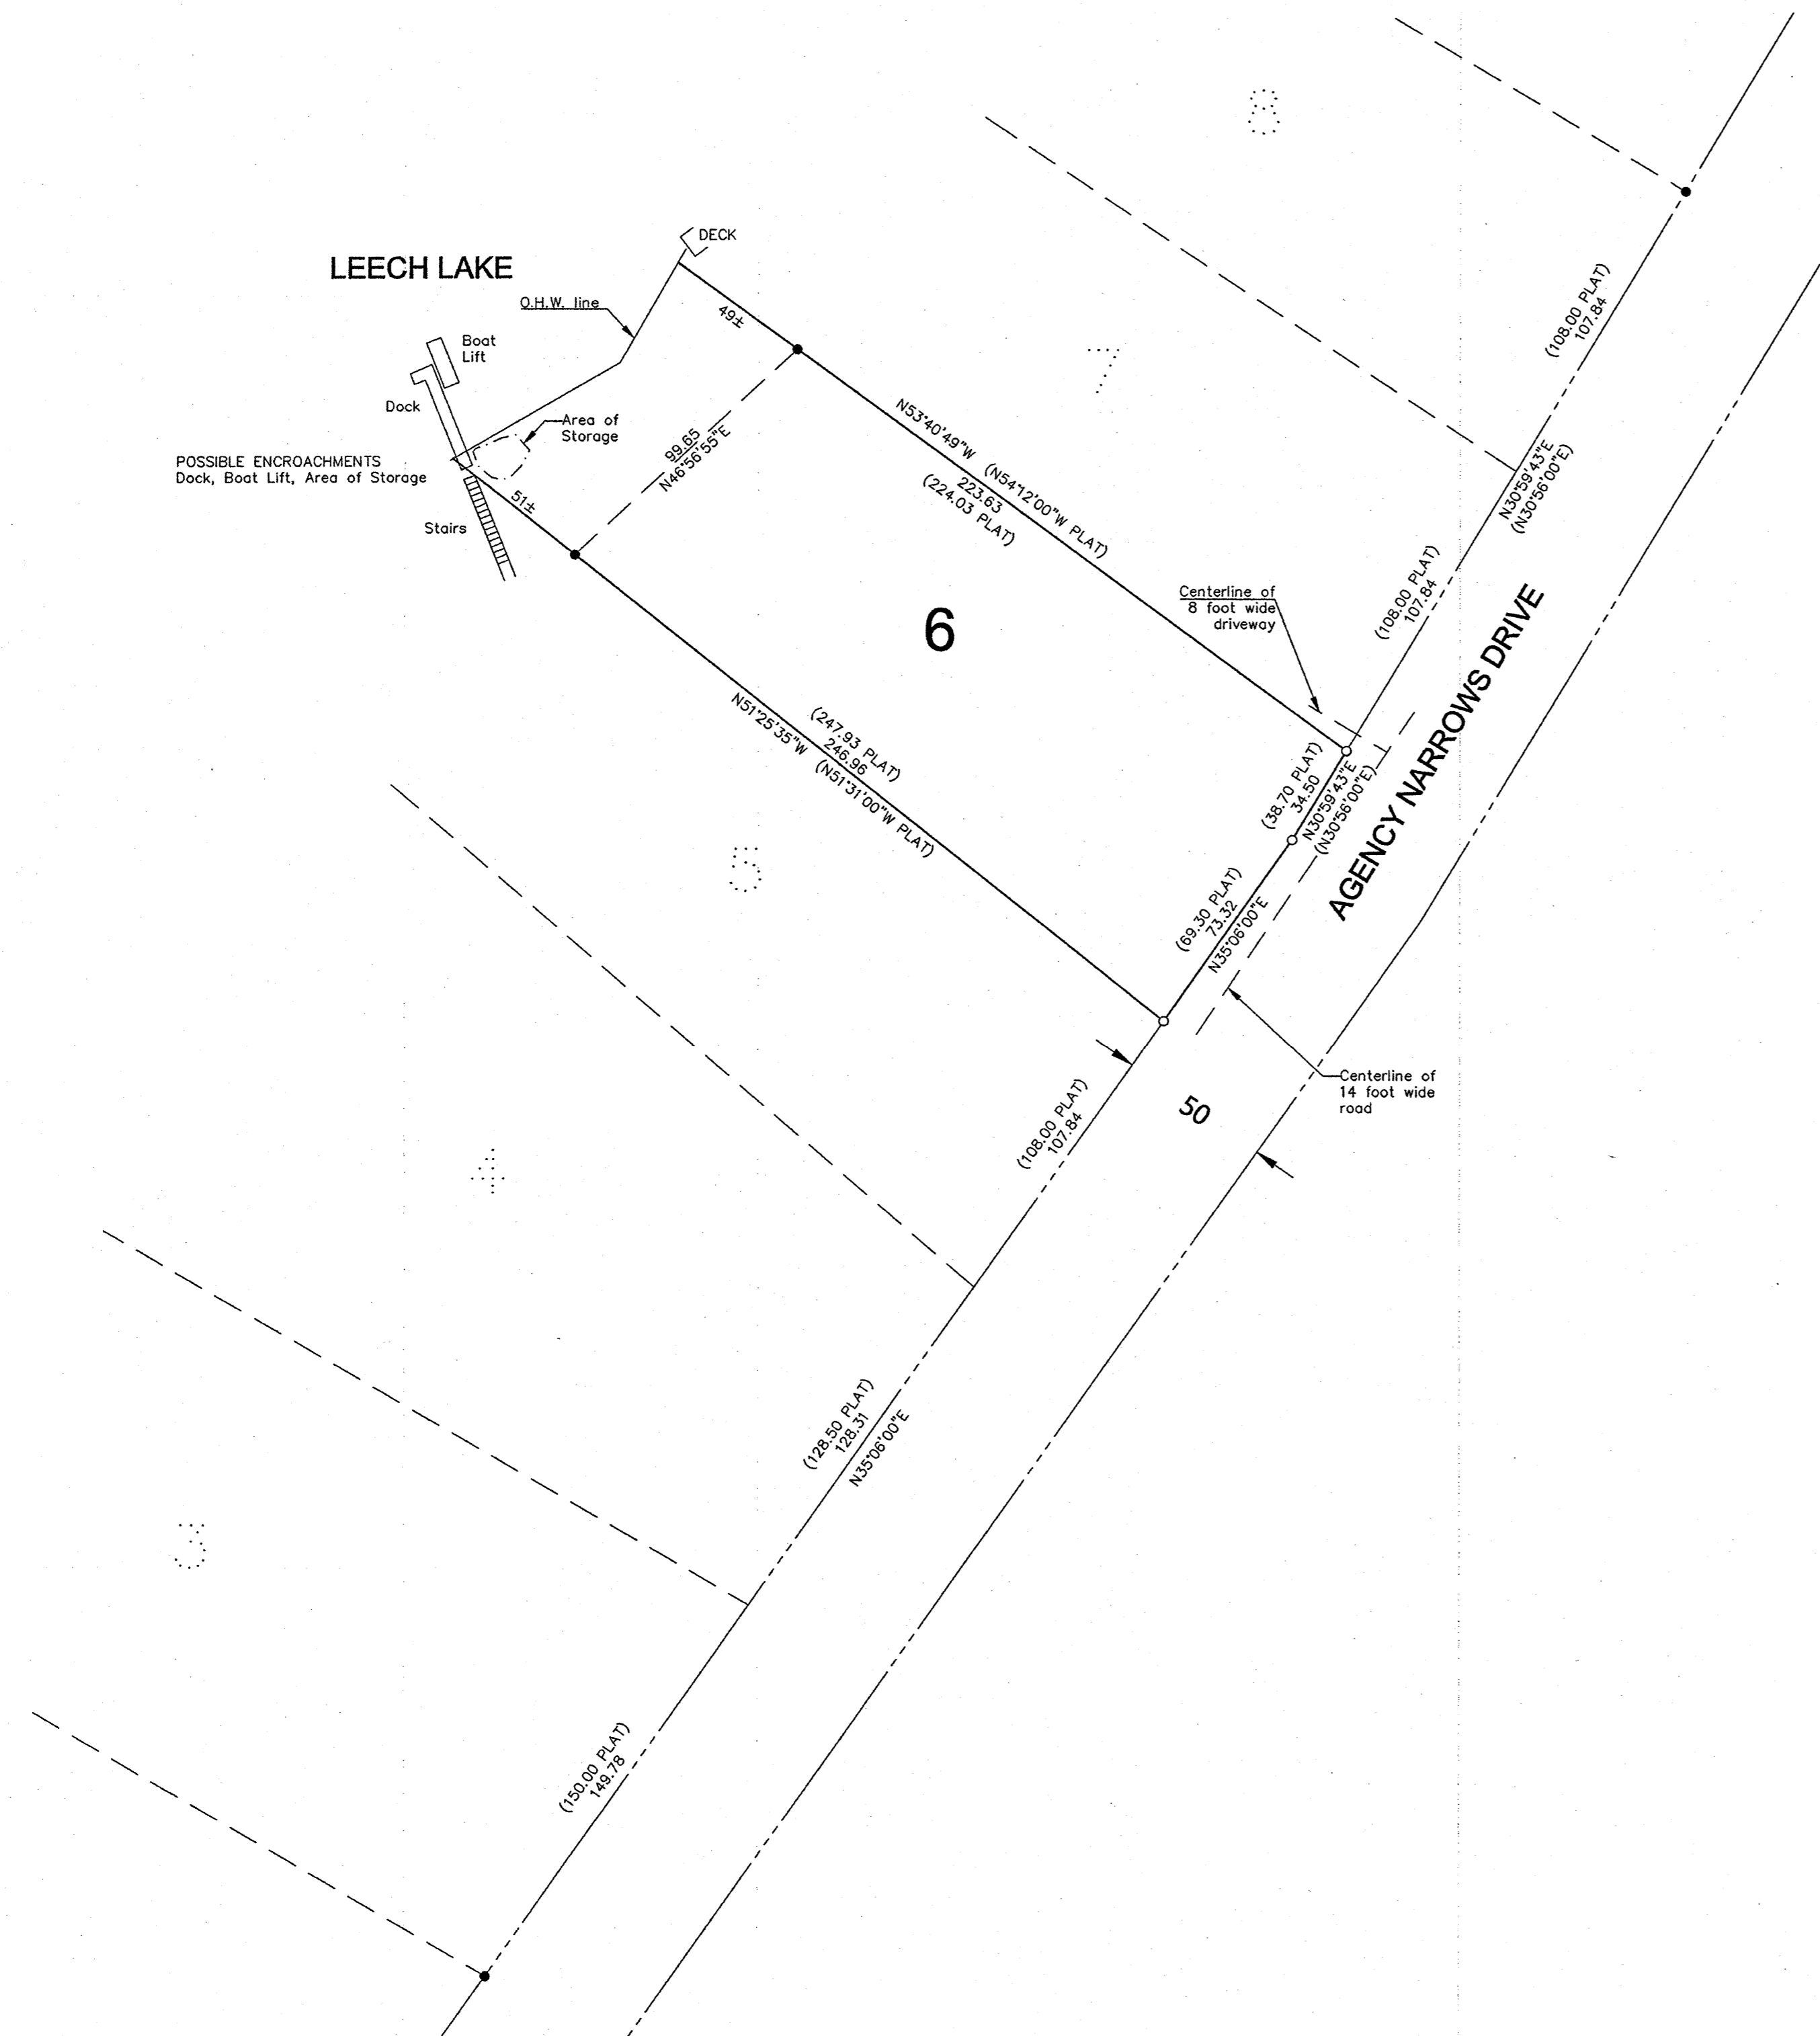 8
DECK
LEECH LAKE
O.H.W. line
49±
(108.00 PLAT)
107.84
Boat
Lift
7
Dock
Area of
Storage
N53°40'49"W (N54°12'00"W PLAT)
223.63
(224.03 PLAT)
99.65
N46°56'55"E
N30°59'43"E
(N30°56'00"E)
POSSIBLE ENCROACHMENTS
Dock, Boat Lift, Area of Storage
51±
Stairs
(108.00 PLAT)
107.84
Centerline of
8 foot wide
driveway
6
AGENCY NARROWS DRIVE
(247.93 PLAT)
246.96
N51°25'35"W (N51°31'00"W PLAT)
(38.70 PLAT)
34.50
N30°59'43"E
(N30°56'00"E)
5
(69.30 PLAT)
73.32
N35°06'00"E
Centerline of
14 foot wide
road
50
(108.00 PLAT)
107.84
4
(128.50 PLAT)
128.31
N35°06'00"E
3
(150.00 PLAT)
149.78